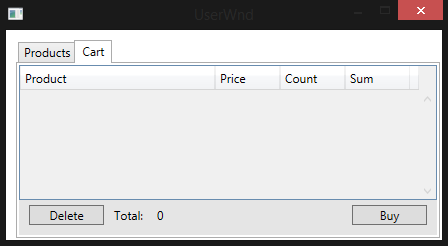 UserWnd
Products Cart
Product Price Count Sum
Delete Total: 0 Buy